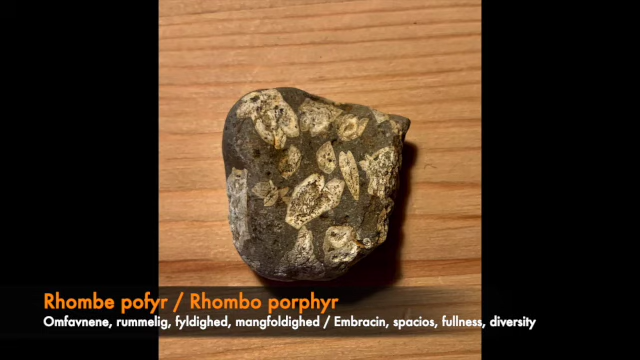 Rhombe pofyr / Rhombo porphyr
Omfavnene, rummelig, fyldighed, mangfoldighed / Embracin, spacios, fullness, diversity